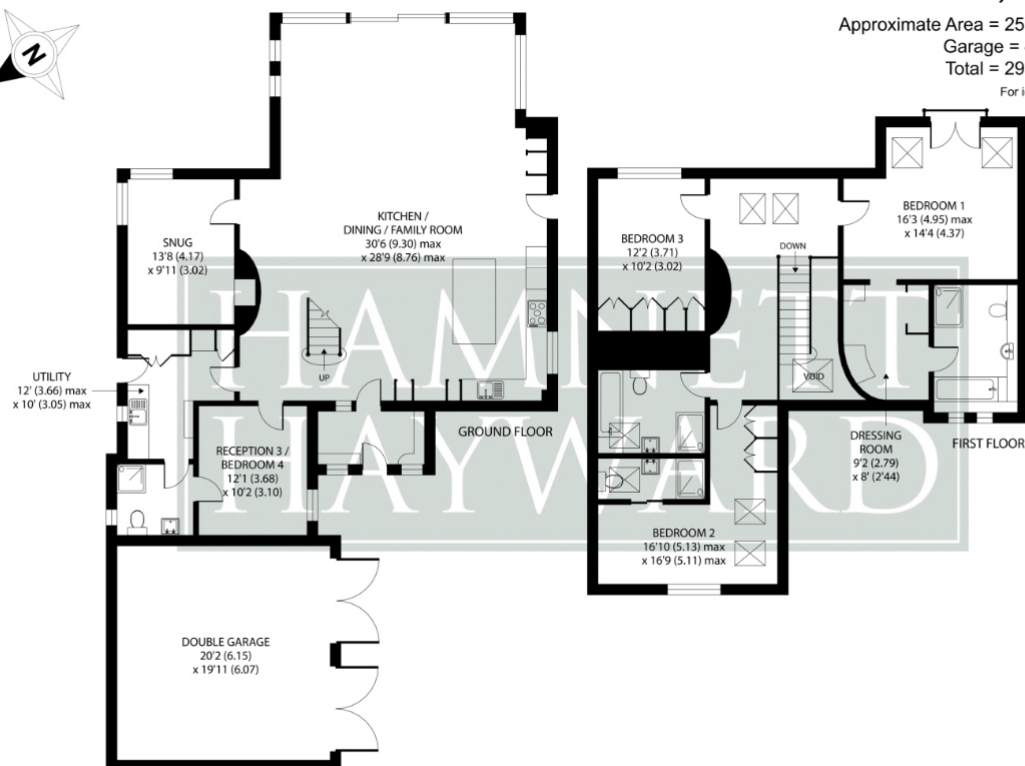 N
Approximate Area = 25
Garage =
Total = 29
For i
KITCHEN /
DINING / FAMILY ROOM
30'6 (9.30) max
x 28'9 (8.76) max
SNUG
13'8 (4.17)
x 9'11 (3.02)
UP
UTILITY
12' (3.66) max
x 10' (3.05) max
RECEPTION 3 /
BEDROOM 4
12'1 (3.68)
x 10'2 (3.10)
GROUND FLOOR
DOUBLE GARAGE
20'2 (6.15)
x 19'11 (6.07)
BEDROOM 1
16'3 (4.95) max
x 14'4 (4.37)
BEDROOM 3
12'2 (3.71)
x 10'2 (3.02)
DOWN
VOID
DRESSING
ROOM
9'2 (2.79)
x 8' (2'44)
FIRST FLOOR
BEDROOM 2
16'10 (5.13) max
x 16'9 (5.11) max
HAMNETT
HAYWARD